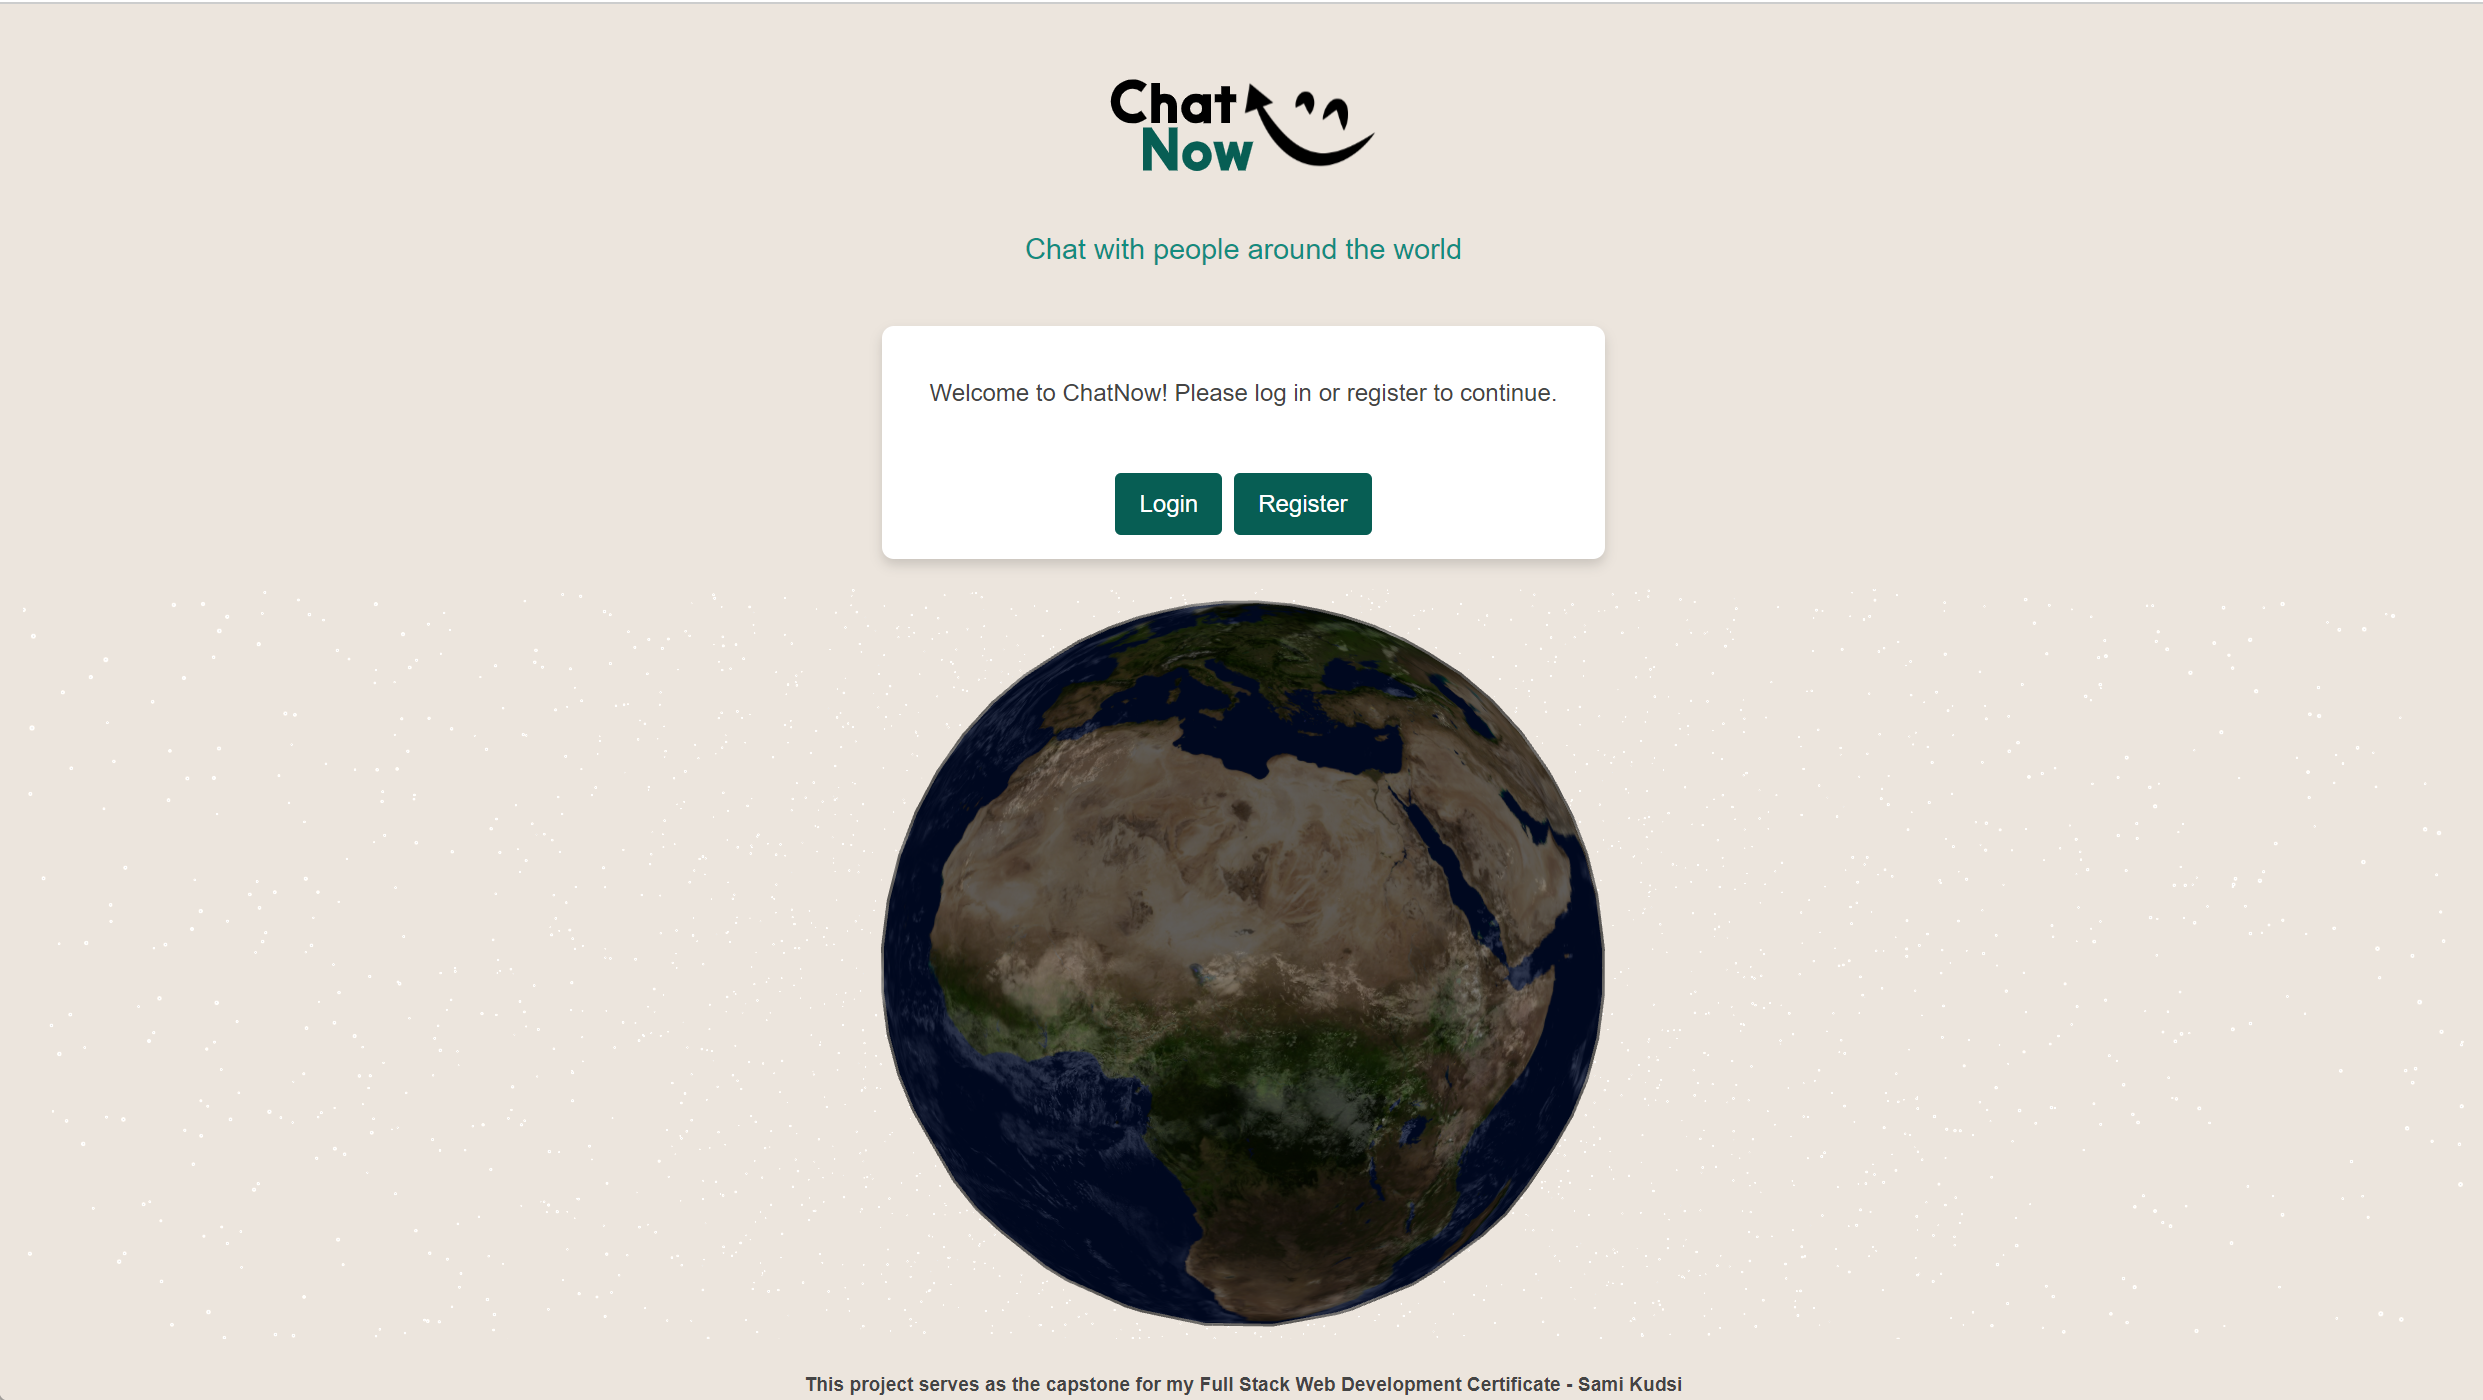 Chat
Now
Chat with people around the world
Welcome to ChatNow! Please log in or register to continue.
Login Register
This project serves as the capstone for my Full Stack Web Development Certificate - Sami Kudsi